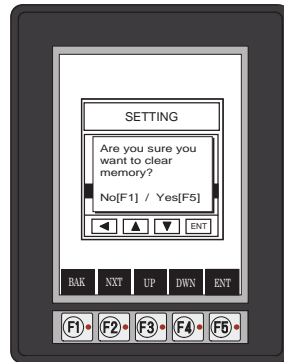 SETTING
Are you sure you
want to clear
memory?
No[F1] / Yes[F5]
ENT
BAK NXT UP DWN ENT
F1 F2 F3 F4 F5